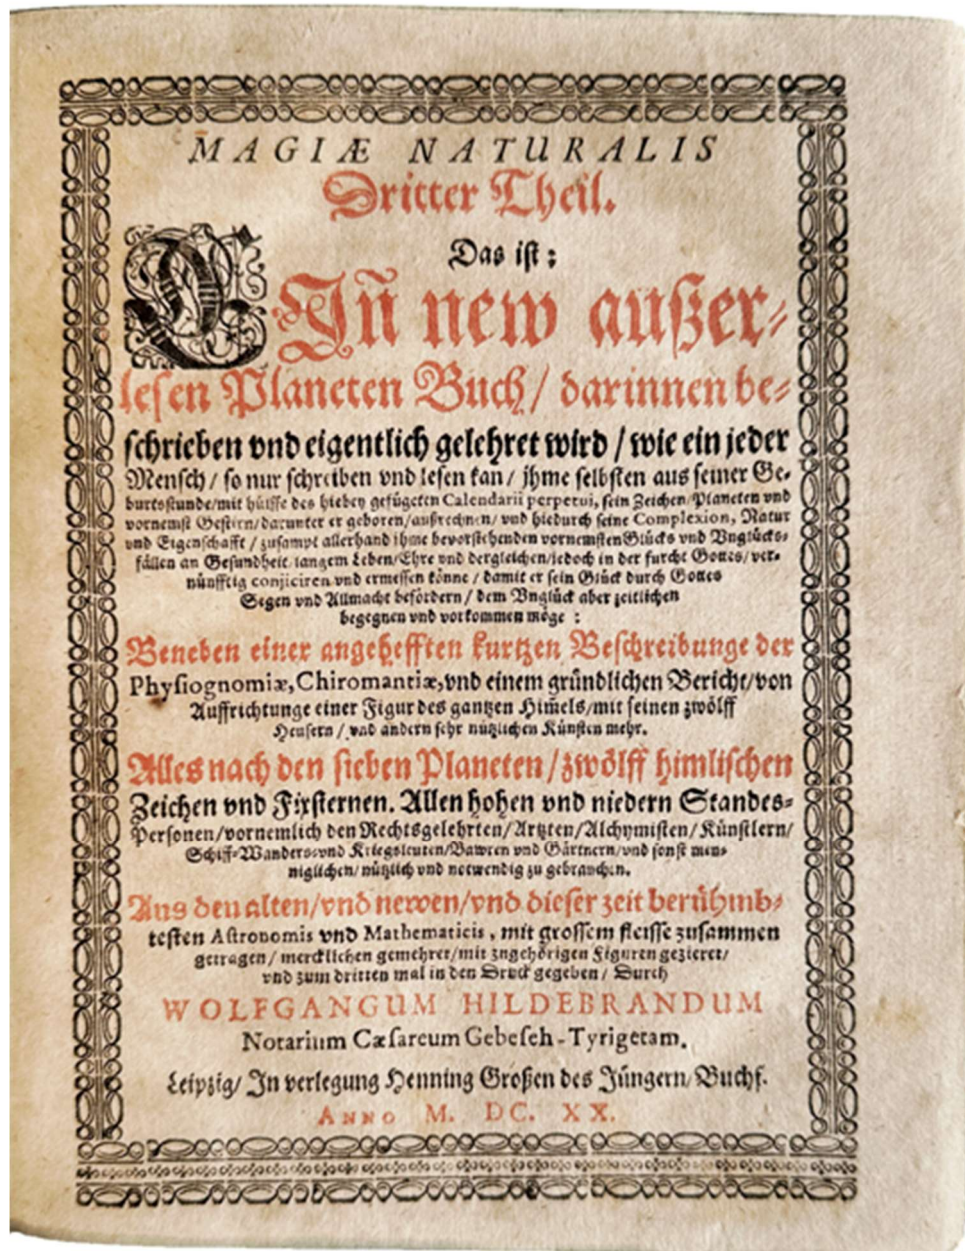 MAGIÆ NATURALIS
Dritter Theil.
Das ist:
EIn̄ new außer-
lesen Planeten Buch / darinnen be-
schrieben vnd eigentlich gelehret wird / wie ein jeder
Mensch / so nur schreiben vnd lesen kan / jhme selbsten aus seiner Ge-
burtsstunde/mit hülffe des hiebey gefügeten Calendarii perpetui, sein Zeichen/Planeten vnd
vornemst Gestirn/darunter er geboren/außrechnen/ vnd hiedurch seine Complexion, Natur
vnd Eigenschafft / zusampt allerhand ihme bevorstehenden vornemsten Glücks vnd Vnglücks-
fällen an Gesundheit/langem Leben/Ehre vnd dergleichen/jedoch in der furcht Gottes/ ver-
nünfftig conjiciren vnd ermessen könne / damit er sein Glück durch Gottes
Segen vnd Allmacht befördern / dem Vnglück aber zeitlichen
begegnen vnd vorkommen möge :
Beneben einer angehefften kurtzen Beschreibunge der
Physiognomiæ, Chiromantiæ, vnd einem gründlichen Bericht/von
Auffrichtunge einer Figur des gantzen Him̄els/mit seinen zwölff
Heusern / vnd andern sehr nützlichen Künsten mehr.
Alles nach den sieben Planeten / zwölff himlischen
Zeichen vnd Fixsternen. Allen hohen vnd niedern Standes-
Personen/vornemlich den Rechtsgelehrten/Artzten/Alchymisten/Künstlern/
Schiff-Wanders-vnd Kriegsleuten/Bawren vnd Gärtnern/vnd sonst men-
niglichen/ nützlich vnd notwendig zu gebrauchen.
Aus den alten/vnd newen/vnd dieser zeit berühmb-
testen Astronomis vnd Mathematicis, mit grossem fleisse zusammen
getragen / mercklichen gemehret/mit zugehörigen Figuren gezieret/
vnd zum dritten mal in den Druck gegeben / Durch
WOLFGANGUM HILDEBRANDUM
Notarium Cæsareum Gebeseh-Tyrigetam.
Leipzig/ In verlegung Henning Großen des Jüngern/Buchf.
ANNO M. DC. XX.